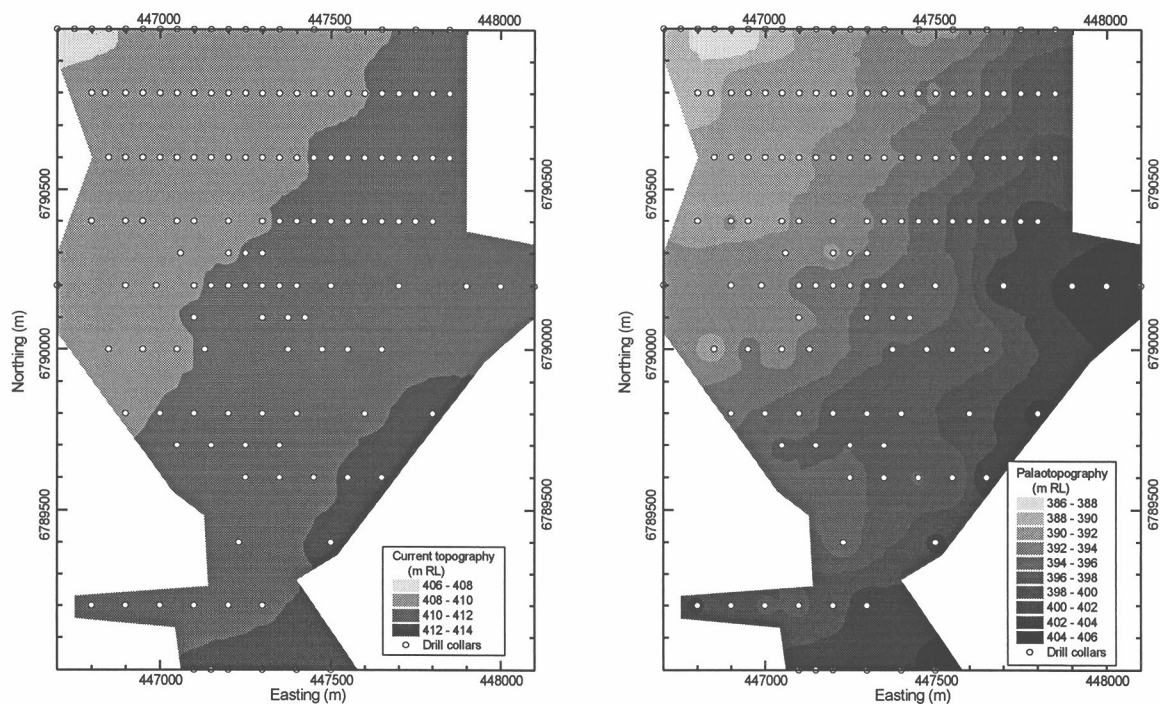 447000 447500 448000
6790500
6790000
6789500
Northing (m)
6790500
6790000
6789500
447000 447500 448000
Easting (m)
Current topography
(m RL)
406 - 408
408 - 410
410 - 412
412 - 414
Drill collars
447000 447500 448000
6790500
6790000
6789500
Northing (m)
6790500
6790000
6789500
447000 447500 448000
Easting (m)
Palaotopography
(m RL)
386 - 388
388 - 390
390 - 392
392 - 394
394 - 396
396 - 398
398 - 400
400 - 402
402 - 404
404 - 406
Drill collars